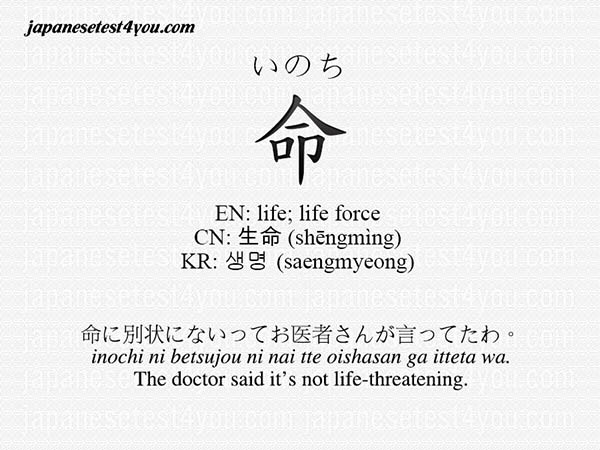 japanesetest4you.com
いのち
命
EN: life; life force
CN: 生命 (shēngmìng)
KR: 생명 (saengmyeong)
命に別状にないってお医者さんが言ってたわ。
inochi ni betsujou ni nai tte oishasan ga itteta wa.
The doctor said it's not life-threatening.